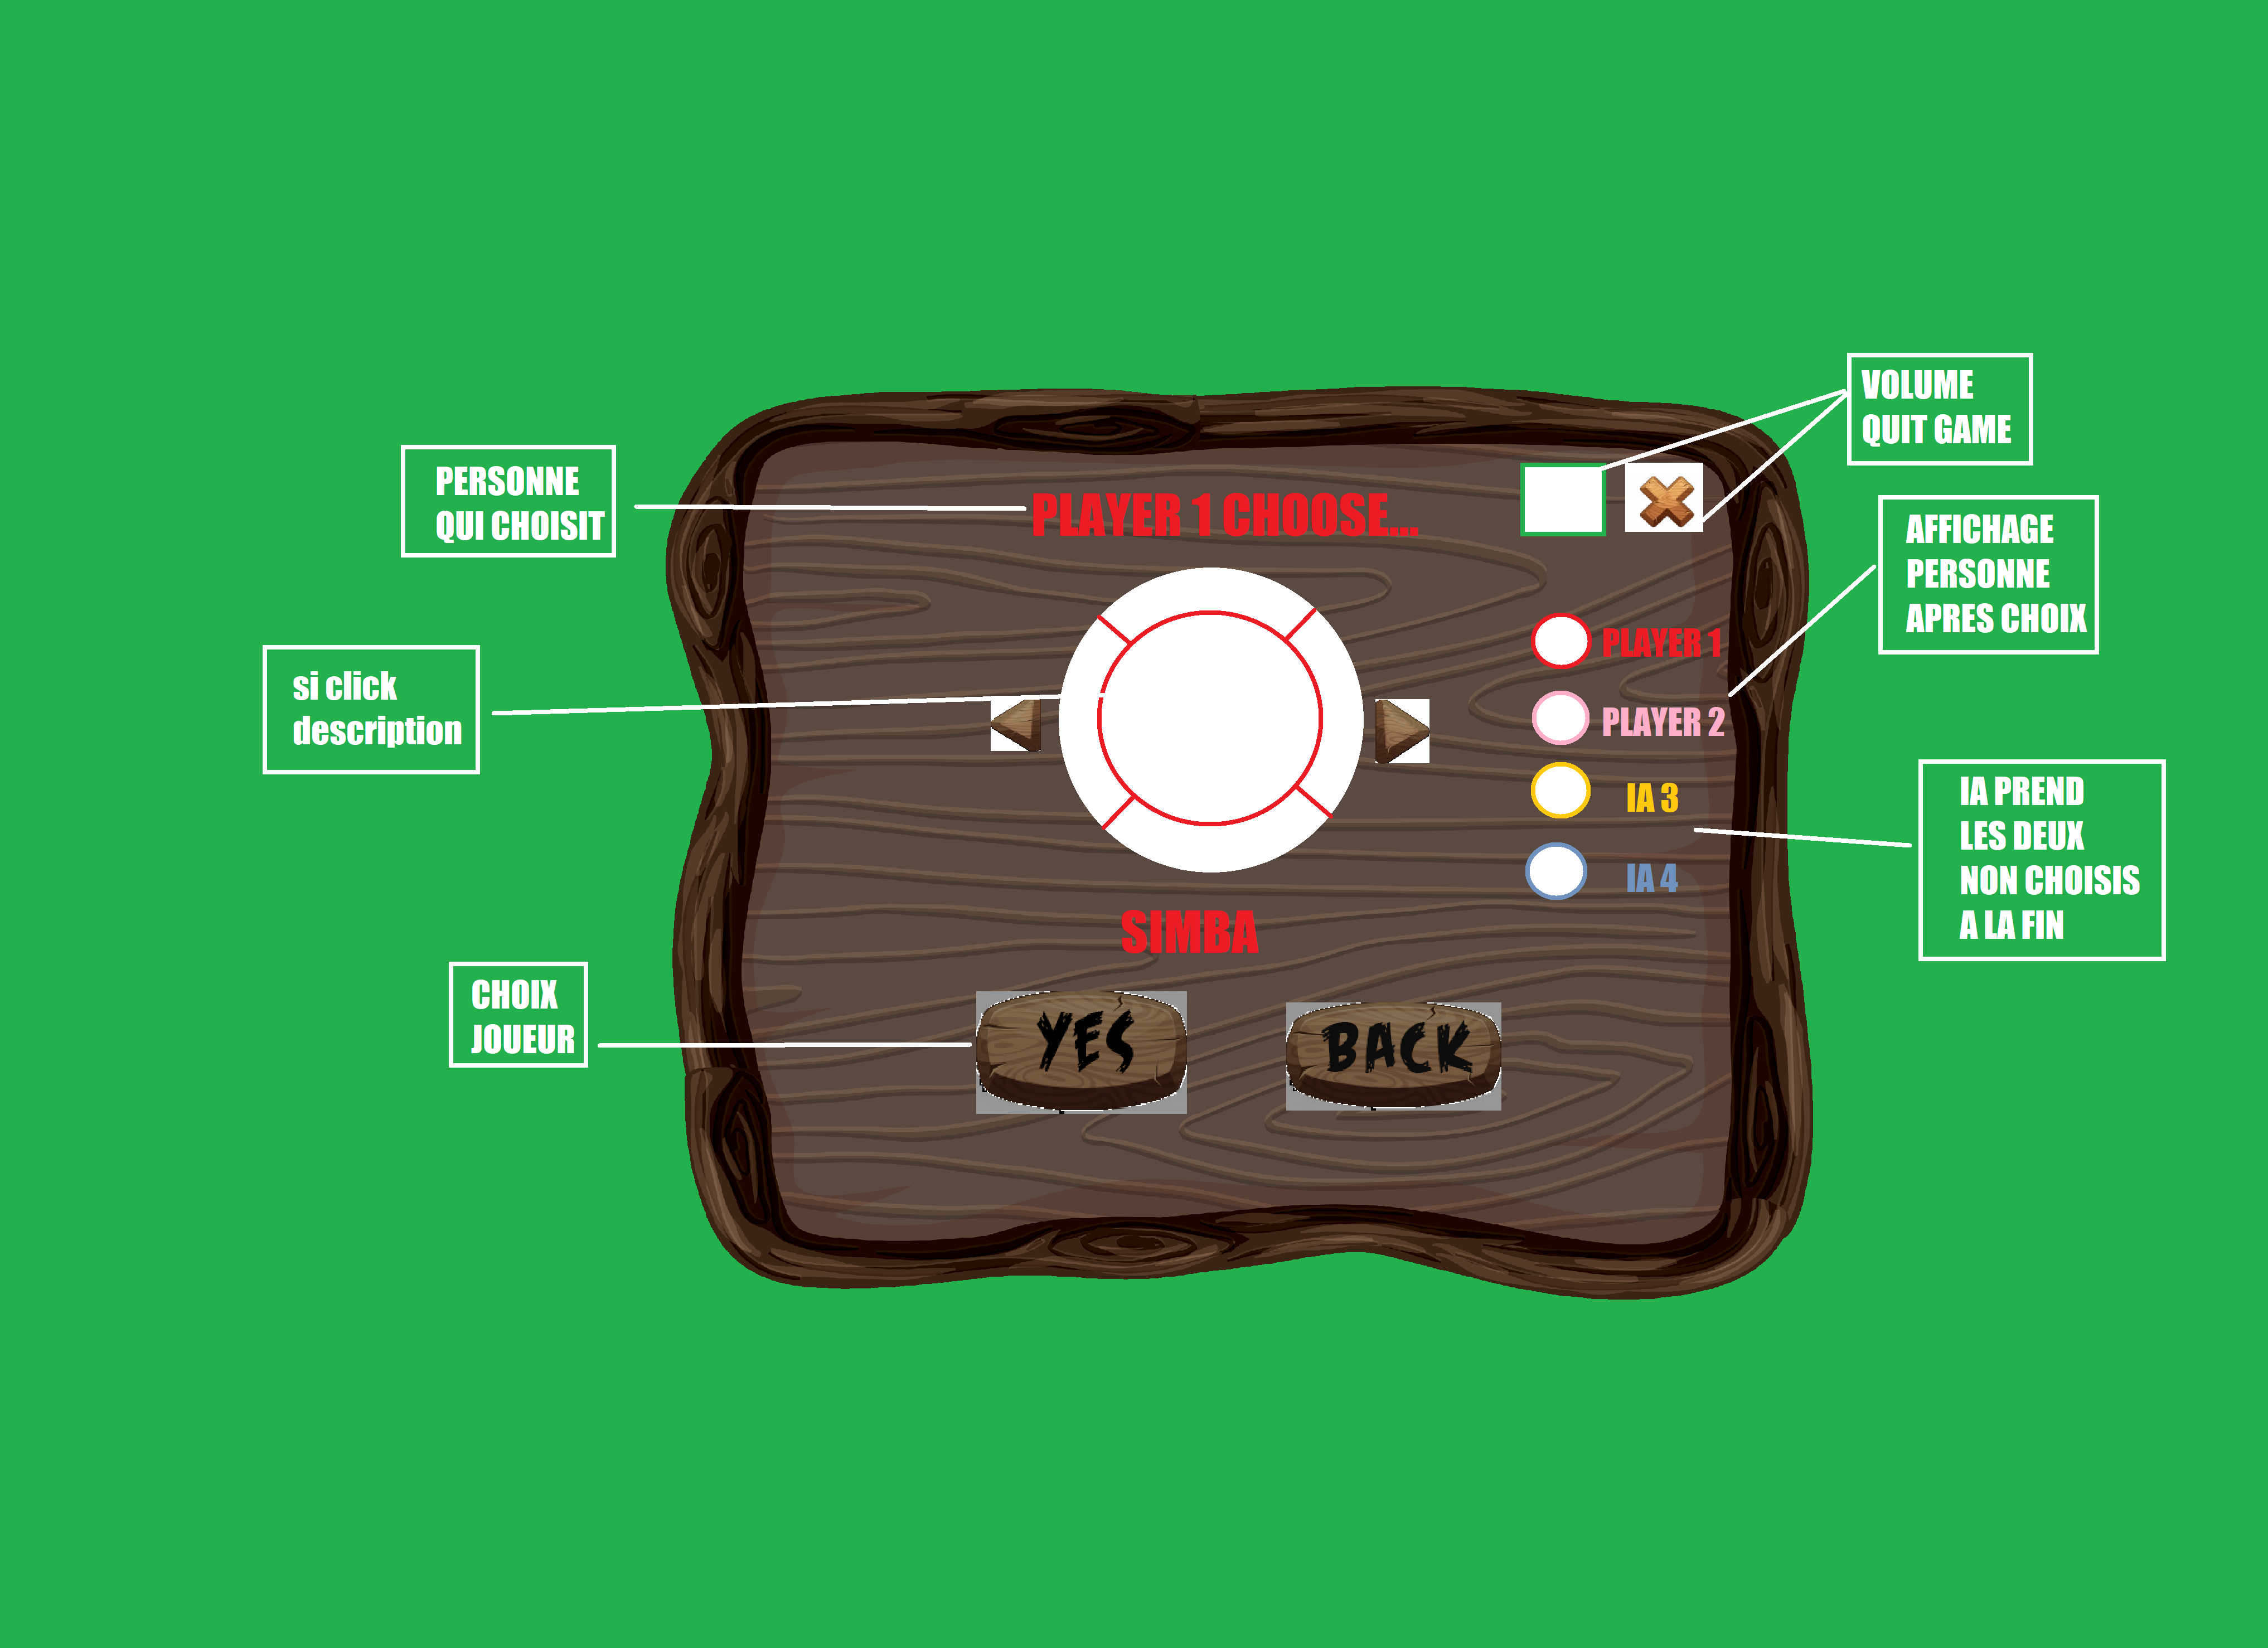 VOLUME
QUIT GAME
PERSONNE
QUI CHOISIT
PLAYER 1 CHOOSE...
AFFICHAGE
PERSONNE
APRES CHOIX
si click
description
PLAYER 1
PLAYER 2
IA 3
IA 4
IA PREND
LES DEUX
NON CHOISIS
A LA FIN
SIMBA
CHOIX
JOUEUR
YES
BACK